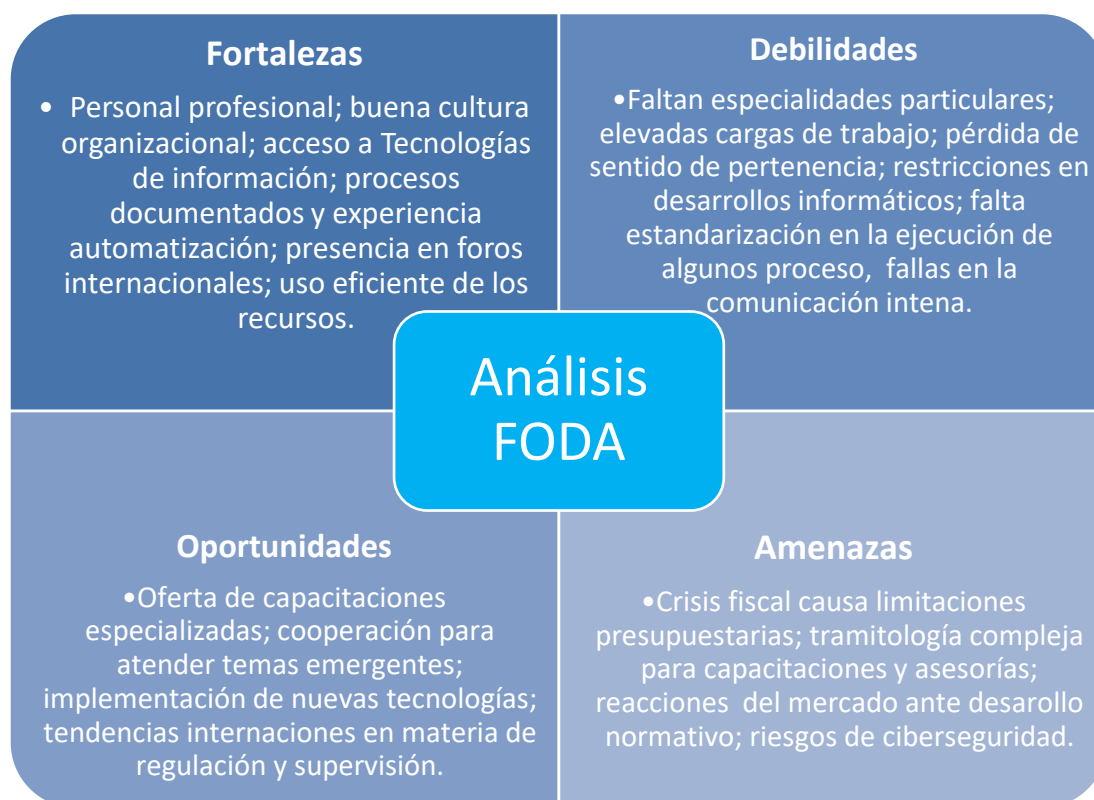 Fortalezas
• Personal profesional; buena cultura
organizacional; acceso a Tecnologías
de información; procesos
documentados y experiencia
automatización; presencia en foros
internacionales; uso eficiente de los
recursos.
Debilidades
•Faltan especialidades particulares;
elevadas cargas de trabajo; pérdida de
sentido de pertenencia; restricciones en
desarrollos informáticos; falta
estandarización en la ejecución de
algunos proceso, fallas en la
comunicación intena.
Análisis
FODA
Oportunidades
•Oferta de capacitaciones
especializadas; cooperación para
atender temas emergentes;
implementación de nuevas tecnologías;
tendencias internaciones en materia de
regulación y supervisión.
Amenazas
•Crisis fiscal causa limitaciones
presupuestarias; tramitología compleja
para capacitaciones y asesorías;
reacciones del mercado ante desarollo
normativo; riesgos de ciberseguridad.